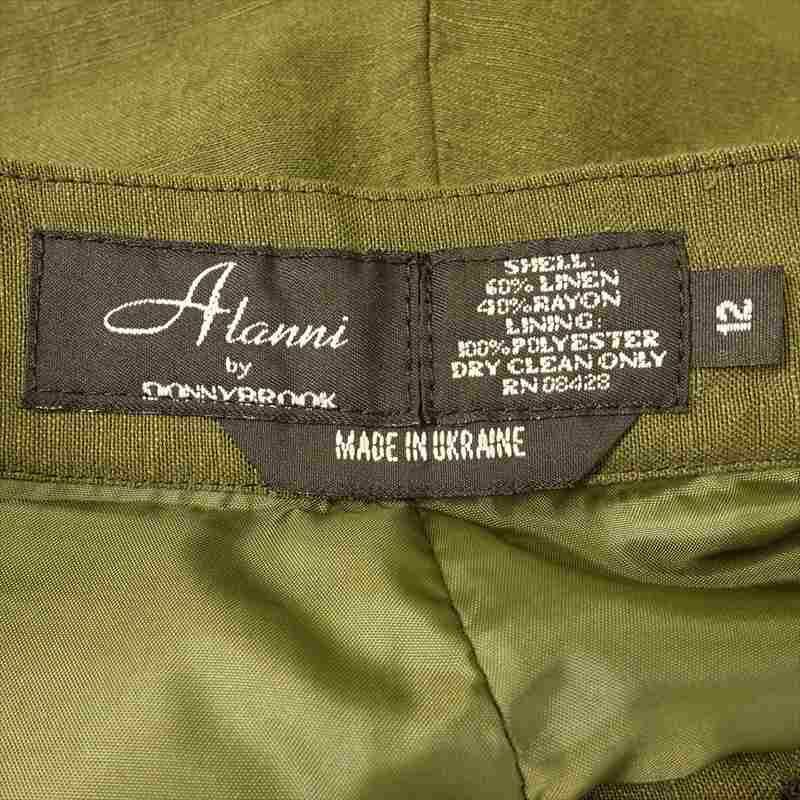 Alanni
by
DONNYBROOK
SHELL:
60% LINEN
40% RAYON
LINING:
100% POLYESTER
DRY CLEAN ONLY
RN 08428
12
MADE IN UKRAINE